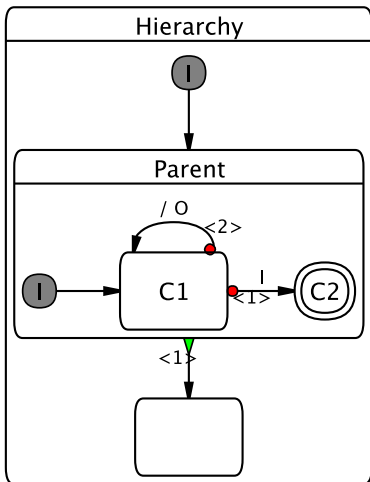 Hierarchy
I
Parent
/ O
<2>
I
C1
I
<1>
C2
<1>